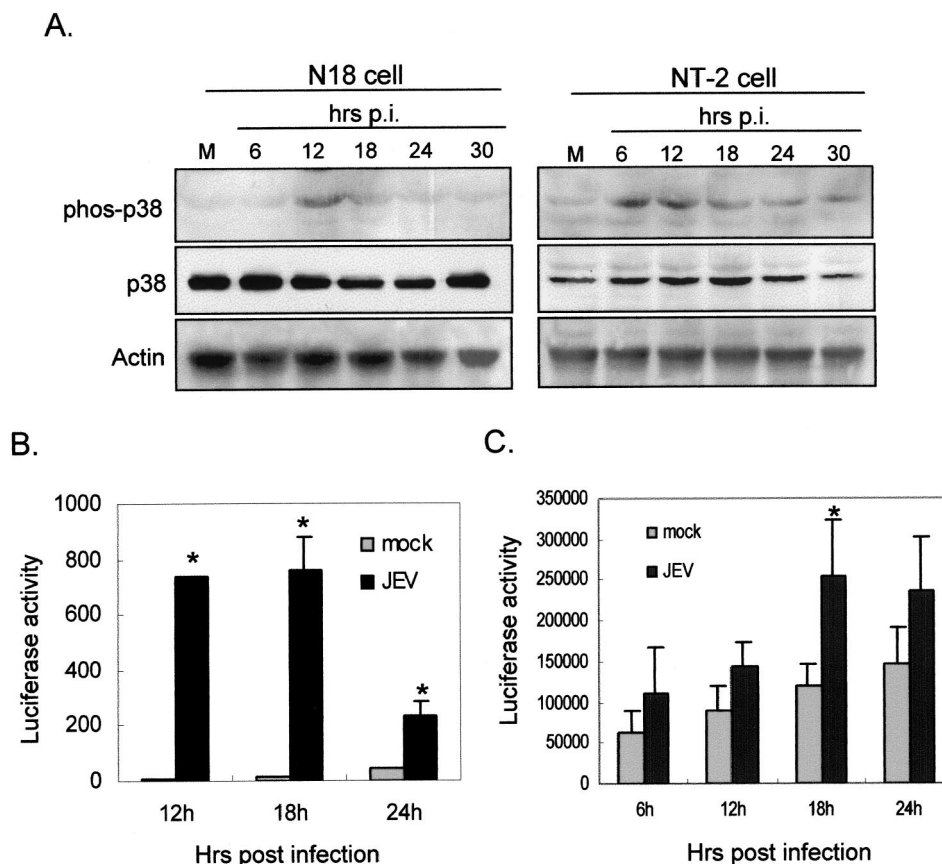 A.
N18 cell
NT-2 cell
hrs p.i.
hrs p.i.
M 6 12 18 24 30
M 6 12 18 24 30
phos-p38
p38
Actin
B.
C.
Luciferase activity
1000
800
600
400
200
0
*
*
*
mock
JEV
12h 18h 24h
Hrs post infection
Luciferase activity
350000
300000
250000
200000
150000
100000
50000
0
*
mock
JEV
6h 12h 18h 24h
Hrs post infection